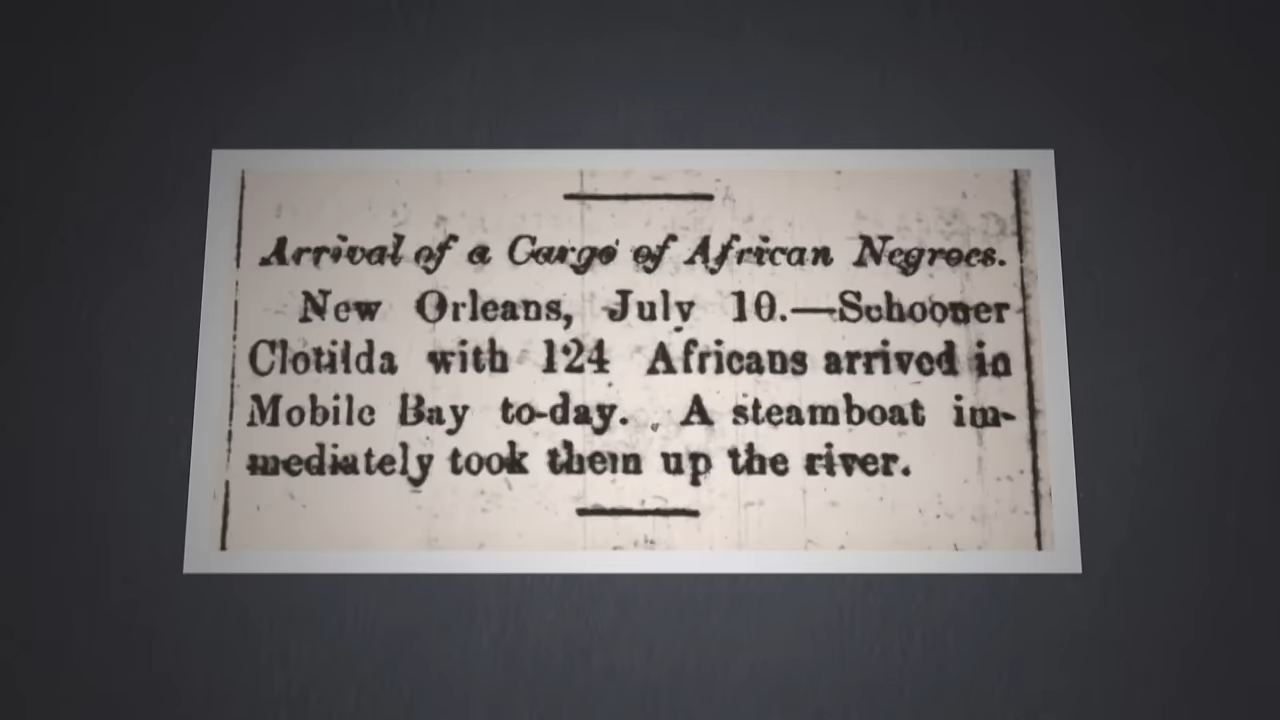 Arrival of a Cargo of African Negroes.
New Orleans, July 10.—Schooner
Clotilda with 124 Africans arrived in
Mobile Bay to-day. A steamboat im-
mediately took them up the river.